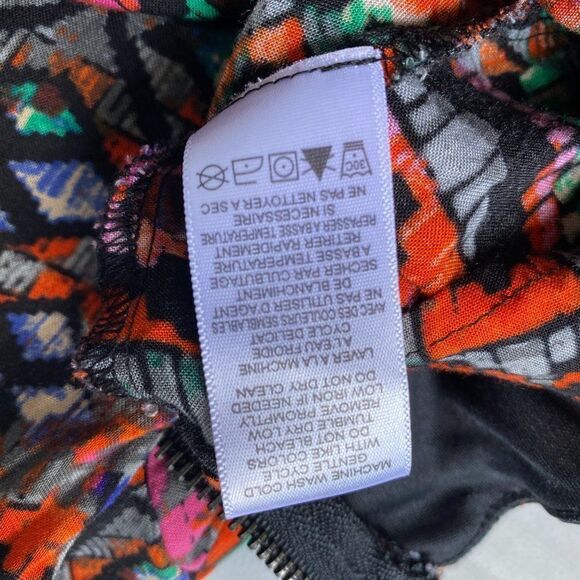 MACHINE WASH COLD
GENTLE CYCLE
WITH LIKE COLORS
DO NOT BLEACH
TUMBLE DRY LOW
REMOVE PROMPTLY
LOW IRON IF NEEDED
DO NOT DRY CLEAN
LAVER A LA MACHINE
AL EAU FROIDE
CYCLE DELICAT
AVEC DES COULEURS SEMBLABLES
NE PAS UTILISER D'AGENT
DE BLANCHIMENT
SECHER PAR CULBUTAGE
A BASSE TEMPERATURE
RETIRER RAPIDEMENT
REPASSER A BASSE TEMPERATURE
SI NECESSAIRE
NE PAS NETTOYER A SEC
30C